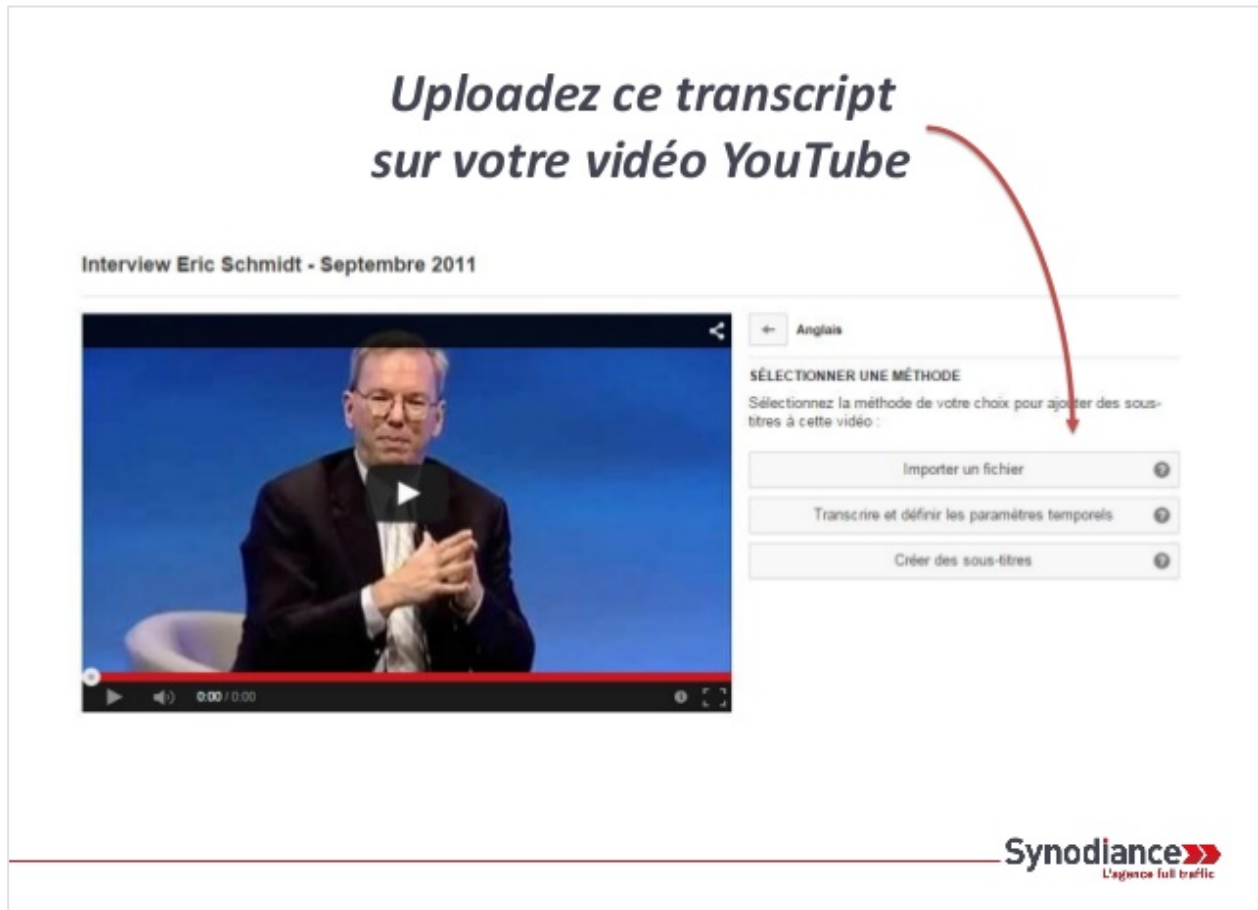 Uploadez ce transcript
sur votre vidéo YouTube
Interview Eric Schmidt - Septembre 2011
Anglais
SÉLECTIONNER UNE MÉTHODE
Sélectionnez la méthode de votre choix pour ajouter des sous-
titres à cette vidéo :
Importer un fichier
Transcrire et définir les paramètres temporels
Créer des sous-titres
0:00 / 0:00
Synodiance
L'agence full traffic